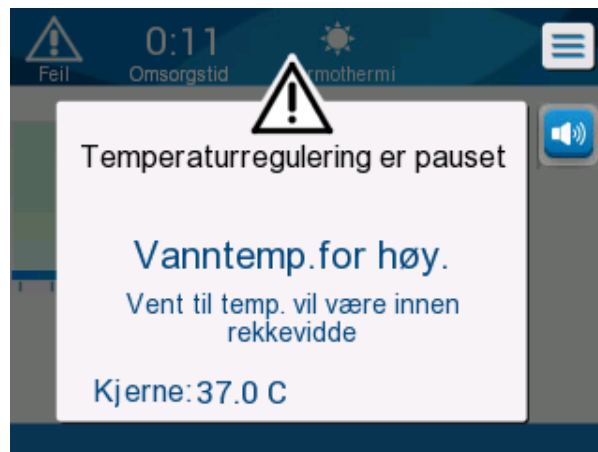 0:11
Feil
Omsorgstid
rmothermi
Temperaturregulering er pauset
Vanntemp.for høy.
Vent til temp. vil være innen
rekkevidde
Kjerne: 37.0 C